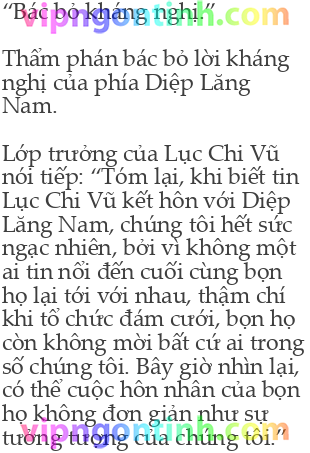 “Bác bỏ kháng nghị.”
vipngontinh.com
Thẩm phán bác bỏ lời kháng
nghị của phía Diệp Lăng
Nam.
Lớp trưởng của Lục Chi Vũ
nói tiếp: “Tóm lại, khi biết tin
Lục Chi Vũ kết hôn với Diệp
Lăng Nam, chúng tôi hết sức
ngạc nhiên, bởi vì không một
ai tin nổi đến cuối cùng bọn
họ lại tới với nhau, thậm chí
khi tổ chức đám cưới, bọn họ
còn không mời bất cứ ai trong
số chúng tôi. Bây giờ nhìn lại,
có thể cuộc hôn nhân của bọn
họ không đơn giản như sự
tưởng tượng của chúng tôi.”
vipngontinh.com